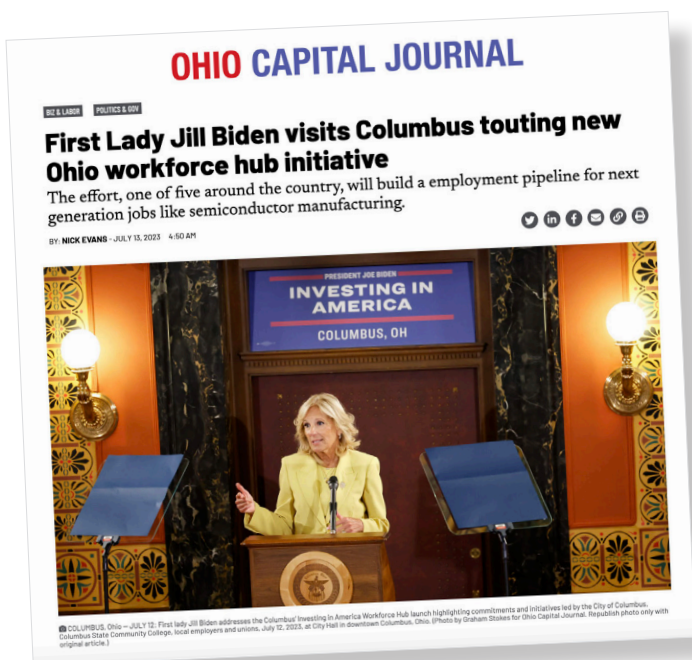 OHIO CAPITAL JOURNAL
BIZ & LABOR POLITICS & GOV
First Lady Jill Biden visits Columbus touting new
Ohio workforce hub initiative
The effort, one of five around the country, will build a employment pipeline for next
generation jobs like semiconductor manufacturing.
BY: NICK EVANS - JULY 13, 2023 4:50 AM
PRESIDENT JOE BIDEN
INVESTING IN
AMERICA
COLUMBUS, OH
COLUMBUS, Ohio — JULY 12: First lady Jill Biden addresses the Columbus' Investing in America Workforce Hub launch highlighting commitments and initiatives led by the City of Columbus,
Columbus State Community College, local employers and unions, July 12, 2023, at City Hall in downtown Columbus, Ohio. (Photo by Graham Stokes for Ohio Capital Journal. Republish photo only with
original article.)